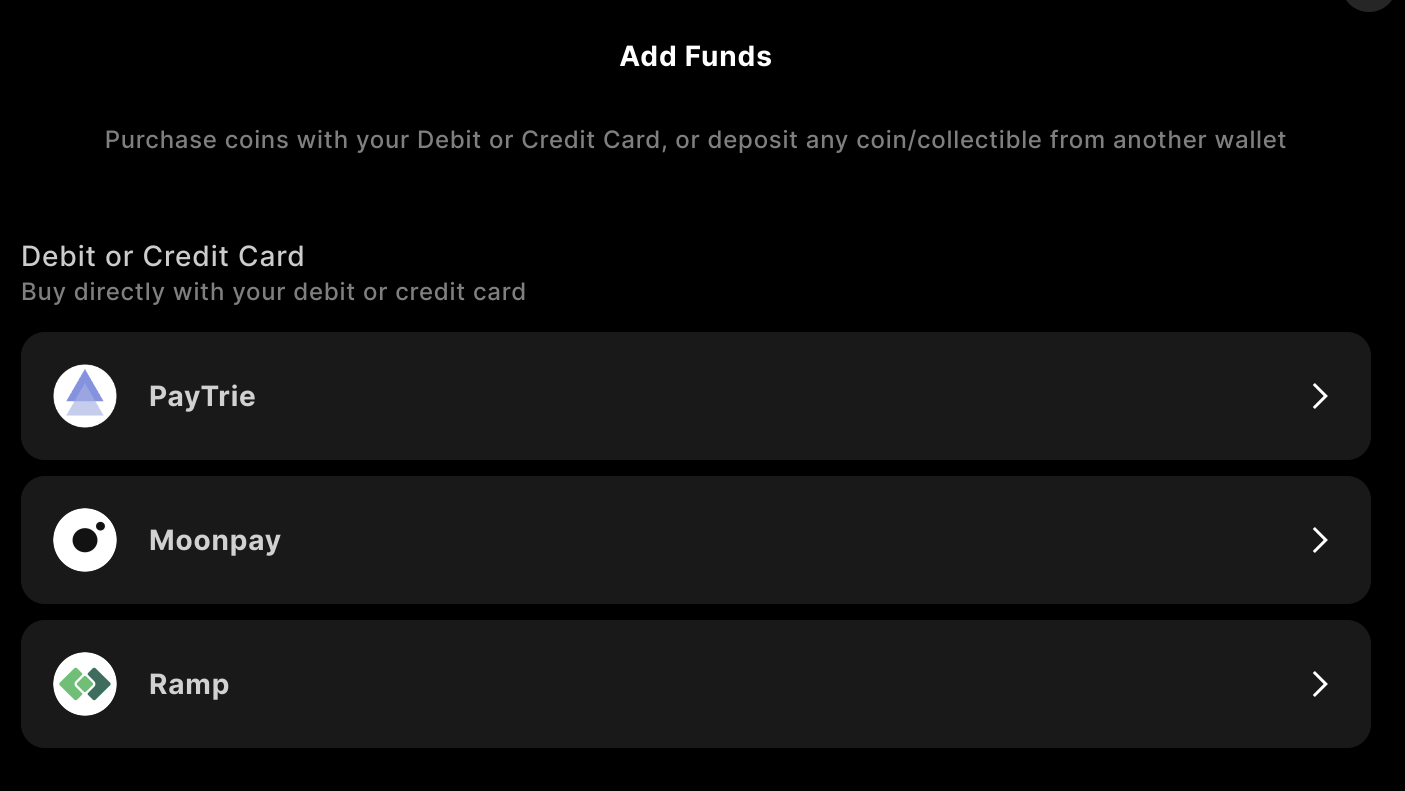 Add Funds
Purchase coins with your Debit or Credit Card, or deposit any coin/collectible from another wallet
Debit or Credit Card
Buy directly with your debit or credit card
PayTrie
Moonpay
Ramp